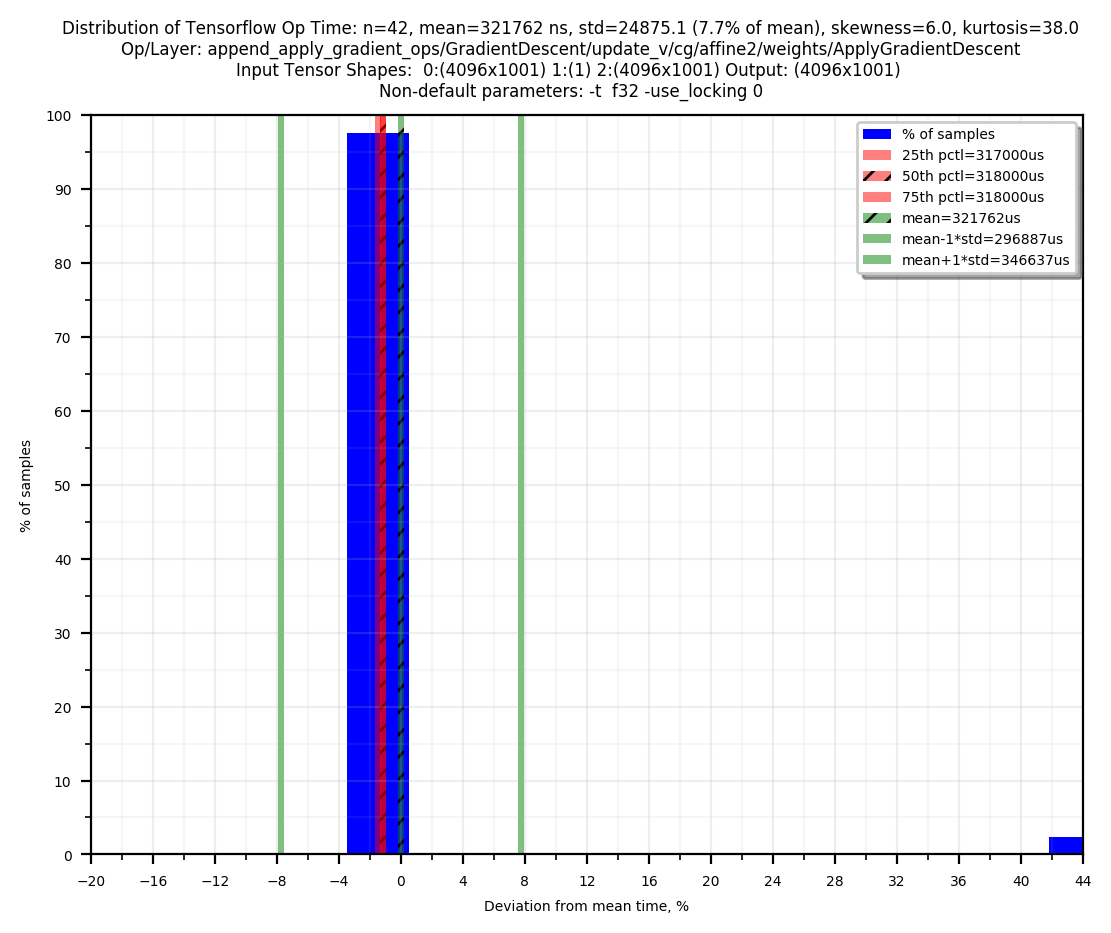 Distribution of Tensorflow Op Time: n=42, mean=321762 ns, std=24875.1 (7.7% of mean), skewness=6.0, kurtosis=38.0
Op/Layer: append_apply_gradient_ops/GradientDescent/update_v/cg/affine2/weights/ApplyGradientDescent
Input Tensor Shapes:  0:(4096x1001) 1:(1) 2:(4096x1001) Output: (4096x1001)
Non-default parameters: -t  f32 -use_locking 0
100
90
80
70
60
50
40
30
20
10
0
% of samples
% of samples
25th pctl=317000us
50th pctl=318000us
75th pctl=318000us
mean=321762us
mean-1*std=296887us
mean+1*std=346637us
−20 −16 −12 −8 −4 0 4 8 12 16 20 24 28 32 36 40 44
Deviation from mean time, %